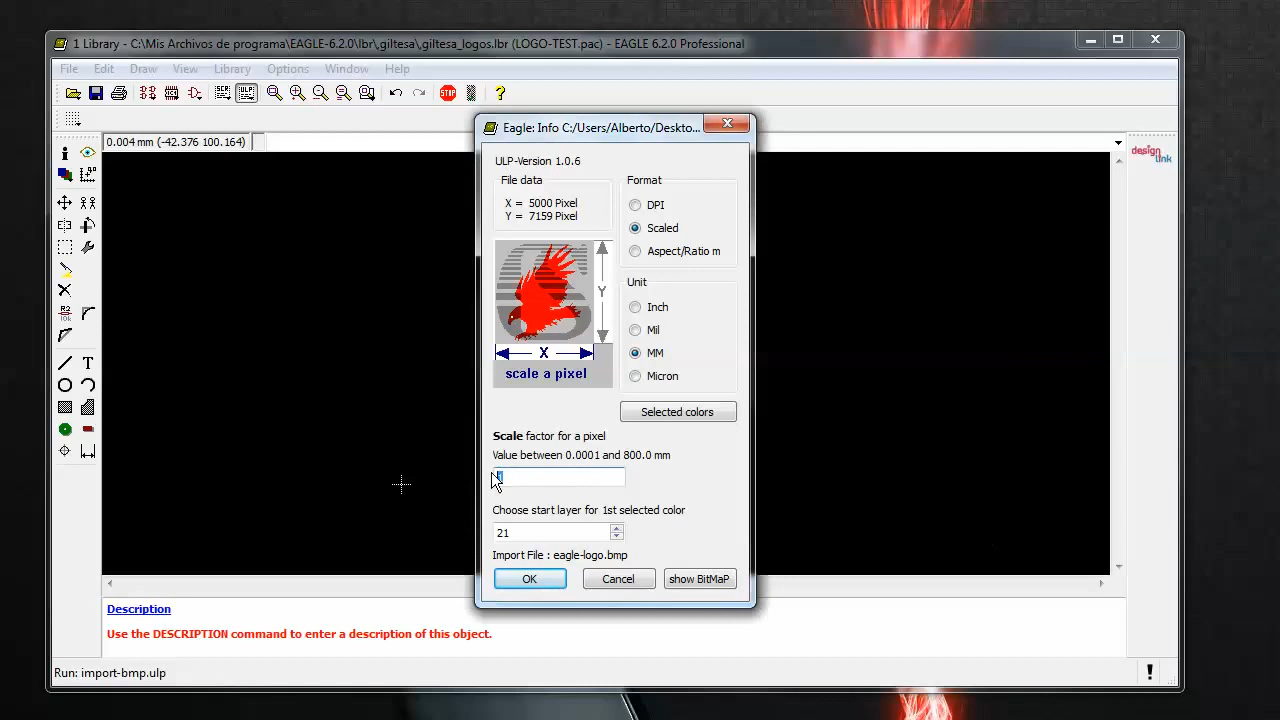 1 Library - C:\Mis Archivos de programa\EAGLE-6.2.0\lbr\giltesa\giltesa_logos.lbr (LOGO-TEST.pac) - EAGLE 6.2.0 Professional
File Edit Draw View Library Options Window Help
SCR ULP STOP ?
0.004 mm (-42.376 100.164)
design link
R2
10k
T
Eagle: Info C:/Users/Alberto/Deskto...
ULP-Version 1.0.6
File data
X = 5000 Pixel
Y = 7159 Pixel
Y
X
scale a pixel
Format
DPI
Scaled
Aspect/Ratio m
Unit
Inch
Mil
MM
Micron
Selected colors
Scale factor for a pixel
Value between 0.0001 and 800.0 mm
Choose start layer for 1st selected color
21
Import File : eagle-logo.bmp
OK Cancel show BitMaP
Description
Use the DESCRIPTION command to enter a description of this object.
Run: import-bmp.ulp